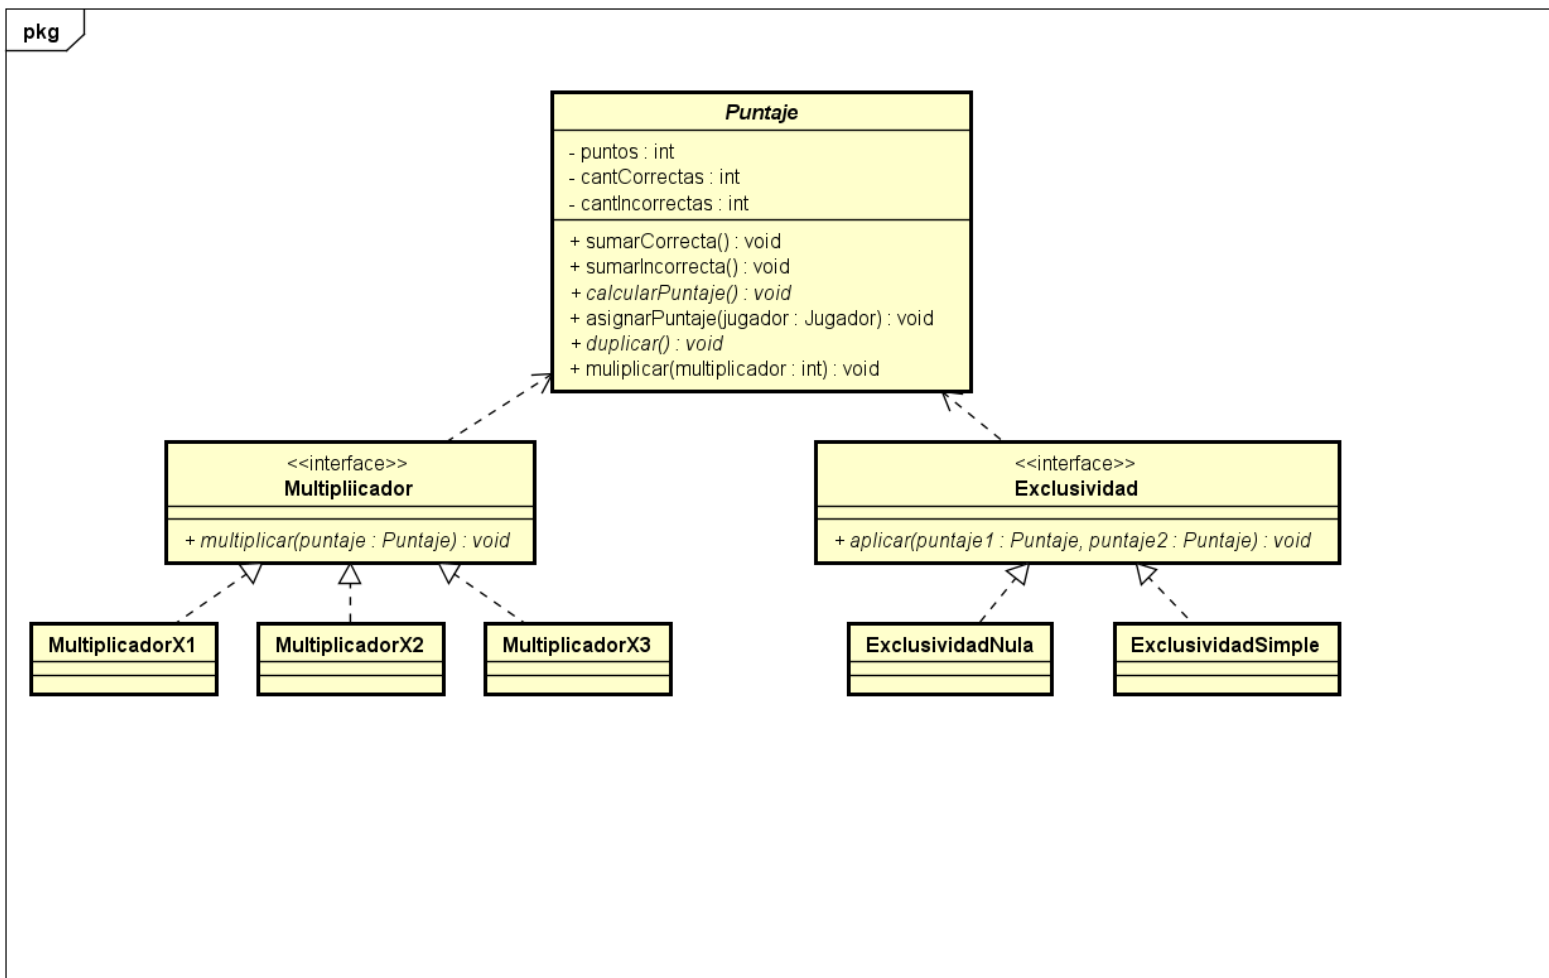 pkg
Puntaje
- puntos : int
- cantCorrectas : int
- cantIncorrectas : int
+ sumarCorrecta() : void
+ sumarIncorrecta() : void
+ calcularPuntaje() : void
+ asignarPuntaje(jugador : Jugador) : void
+ duplicar() : void
+ muliplicar(multiplicador : int) : void
<<interface>>
Multipliicador
+ multiplicar(puntaje : Puntaje) : void
<<interface>>
Exclusividad
+ aplicar(puntaje1 : Puntaje, puntaje2 : Puntaje) : void
MultiplicadorX1
MultiplicadorX2
MultiplicadorX3
ExclusividadNula
ExclusividadSimple